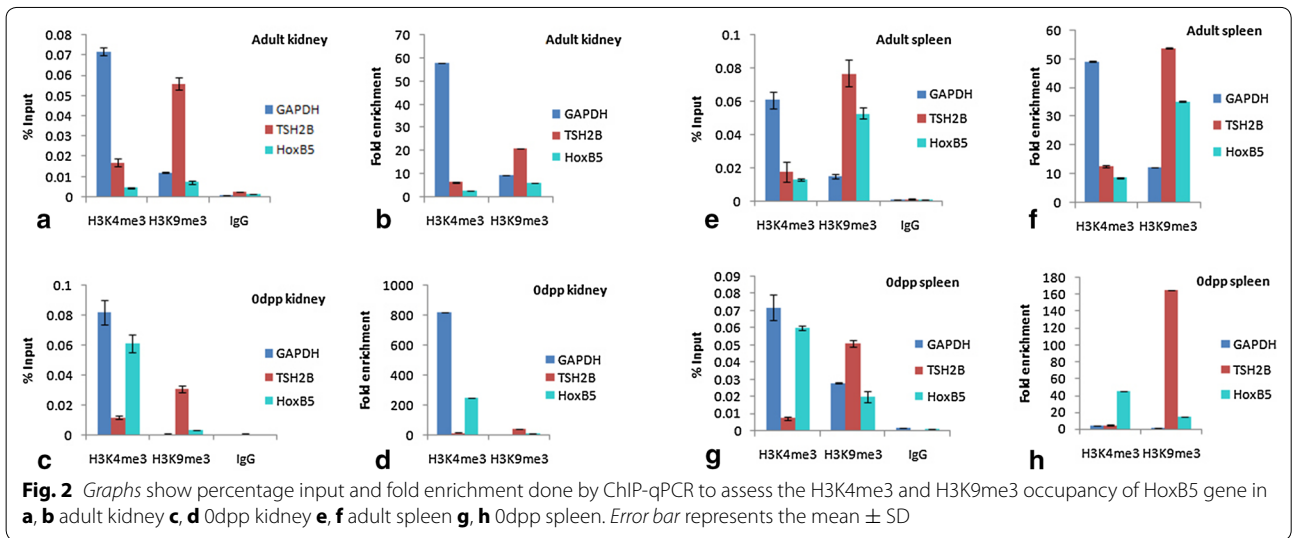 Adult kidney
0.08
0.07
0.06
0.05
0.04
0.03
0.02
0.01
0
% Input
GAPDH
TSH2B
HoxB5
H3K4me3 H3K9me3 IgG
a
Adult kidney
70
60
50
40
30
20
10
0
Fold enrichment
GAPDH
TSH2B
HoxB5
H3K4me3 H3K9me3
b
Adult spleen
0.1
0.08
0.06
0.04
0.02
0
% Input
GAPDH
TSH2B
HoxB5
H3K4me3 H3K9me3 IgG
e
Adult spleen
60
50
40
30
20
10
0
Fold enrichment
GAPDH
TSH2B
HoxB5
H3K4me3 H3K9me3
f
0dpp kidney
0.1
0.08
0.06
0.04
0.02
0
% Input
GAPDH
TSH2B
HoxB5
H3K4me3 H3K9me3 IgG
c
0dpp kidney
1000
800
600
400
200
0
Fold enrichment
GAPDH
TSH2B
HoxB5
H3K4me3 H3K9me3
d
0dpp spleen
0.09
0.08
0.07
0.06
0.05
0.04
0.03
0.02
0.01
0
% Input
GAPDH
TSH2B
HoxB5
H3K4me3 H3K9me3 IgG
g
0dpp spleen
180
160
140
120
100
80
60
40
20
0
Fold enrichment
GAPDH
TSH2B
HoxB5
H3K4me3 H3K9me3
h
Fig. 2 Graphs show percentage input and fold enrichment done by ChIP-qPCR to assess the H3K4me3 and H3K9me3 occupancy of HoxB5 gene in
a, b adult kidney c, d 0dpp kidney e, f adult spleen g, h 0dpp spleen. Error bar represents the mean ± SD